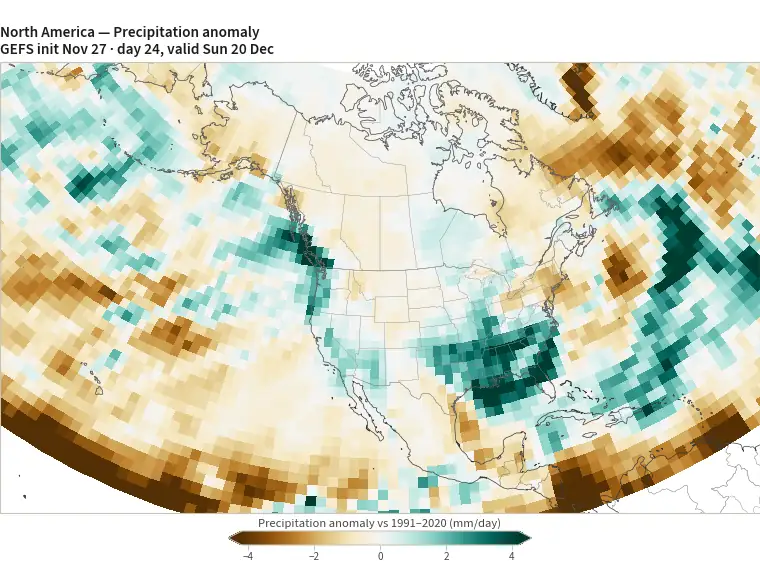 North America — Precipitation anomaly
GEFS init Nov 27 · day 24, valid Sun 20 Dec
Precipitation anomaly vs 1991–2020 (mm/day)
−4 −2 0 2 4